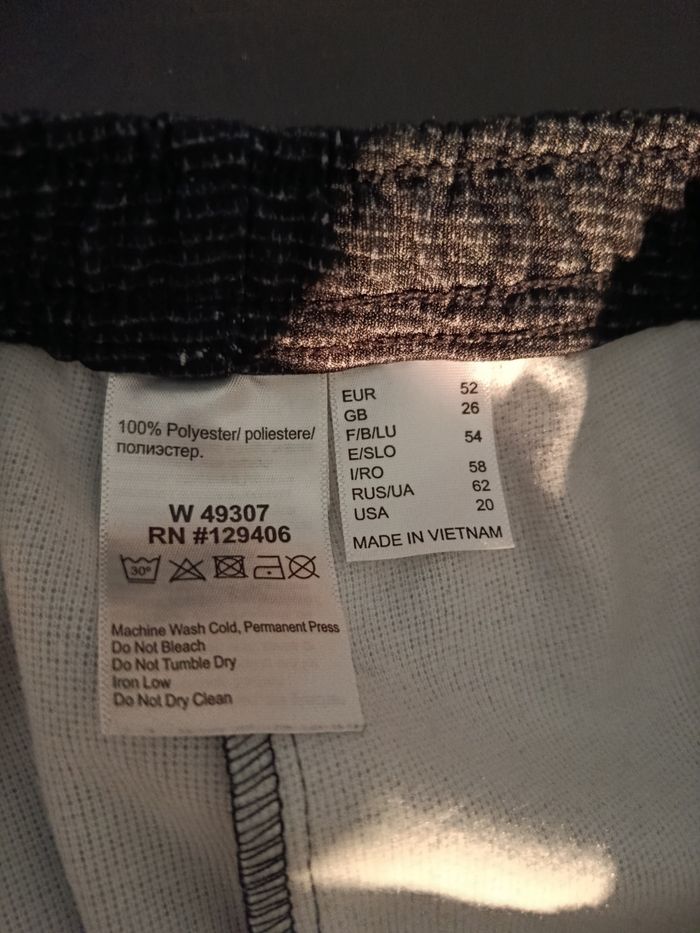 100% Polyester/ poliestere/
полиэстер.
W 49307
RN #129406
30°
Machine Wash Cold, Permanent Press
Do Not Bleach
Do Not Tumble Dry
Iron Low
Do Not Dry Clean
EUR 52
GB 26
F/B/LU
E/SLO 54
I/RO 58
RUS/UA 62
USA 20
MADE IN VIETNAM